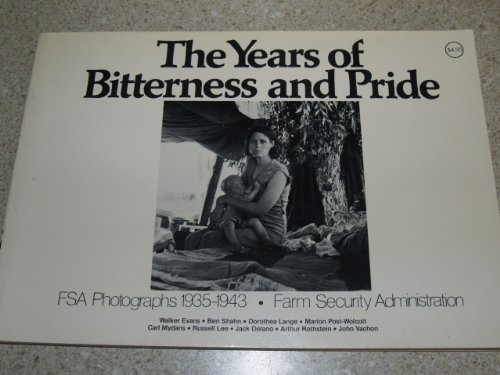 The Years of
$4.95
Bitterness and Pride
FSA Photographs 1935-1943 • Farm Security Administration
Walker Evans • Ben Shahn • Dorothea Lange • Marion Post-Wolcott
Carl Mydans • Russell Lee • Jack Delano • Arthur Rothstein • John Vachon